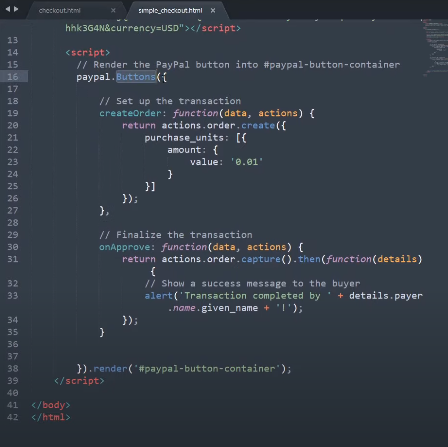 checkout.html simple_checkout.html
hhk3G4N&currency=USD"></script>
13
14 <script>
15 // Render the PayPal button into #paypal-button-container
16 paypal.Buttons({
17
18 // Set up the transaction
19 createOrder: function(data, actions) {
20 return actions.order.create({
21 purchase_units: [{
22 amount: {
23 value: '0.01'
24 }
25 }]
26 });
27 },
28
29 // Finalize the transaction
30 onApprove: function(data, actions) {
31 return actions.order.capture().then(function(details)
{
32 // Show a success message to the buyer
33 alert('Transaction completed by ' + details.payer
.name.given_name + '!');
34 });
35 }
36
37
38 }).render('#paypal-button-container');
39 </script>
40
41 </body>
42 </html>